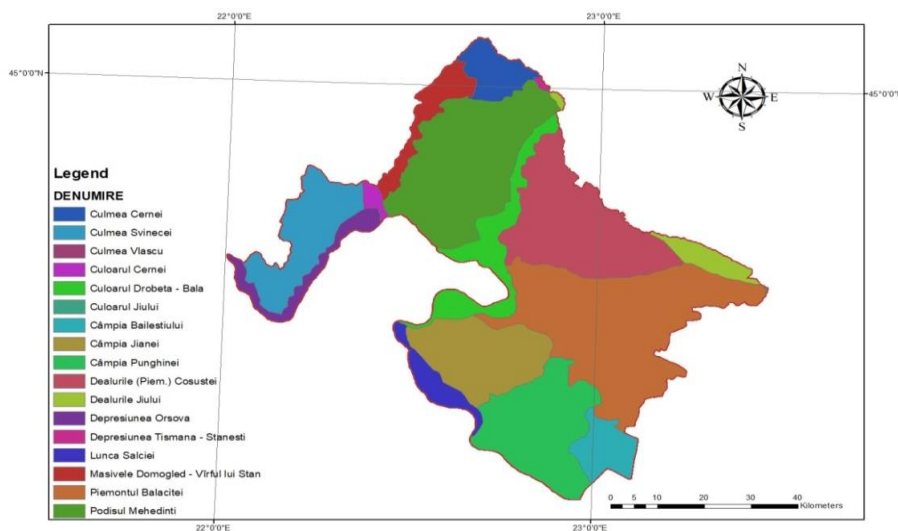 22°0'0"E
23°0'0"E
45°0'0"N
45°0'0"N
N
W
E
S
Legend
DENUMIRE
Culmea Cernei
Culmea Svinecei
Culmea Vlascu
Culoarul Cernei
Culoarul Drobeta - Bala
Culoarul Jiului
Câmpia Bailestiului
Câmpia Jianei
Câmpia Punghinei
Dealurile (Piem.) Cosustei
Dealurile Jiului
Depresiunea Orsova
Depresiunea Tismana - Stanesti
Lunca Salciei
Masivele Domogled - Vîrful lui Stan
Piemontul Balacitei
Podisul Mehedinti
0 5 10 20 30 40
Kilometers
22°0'0"E
23°0'0"E